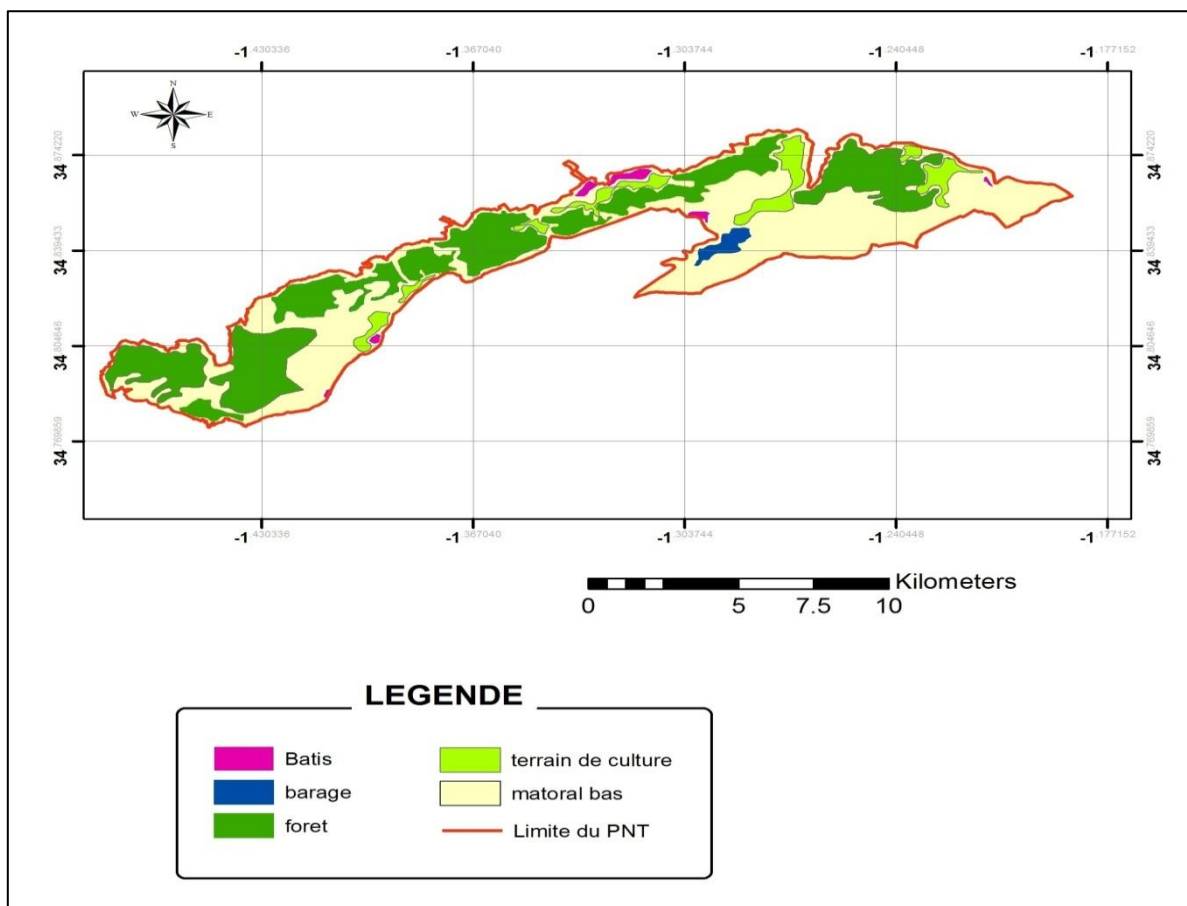 -1.430336 -1.367040 -1.303744 -1.240448 -1.177152
N
W E
S
34.874220 34.874220
34.839433 34.839433
34.804646 34.804646
34.769859 34.769859
-1.430336 -1.367040 -1.303744 -1.240448 -1.177152
Kilometers
0 5 7.5 10
LEGENDE
Batis terrain de culture
barage matoral bas
foret Limite du PNT